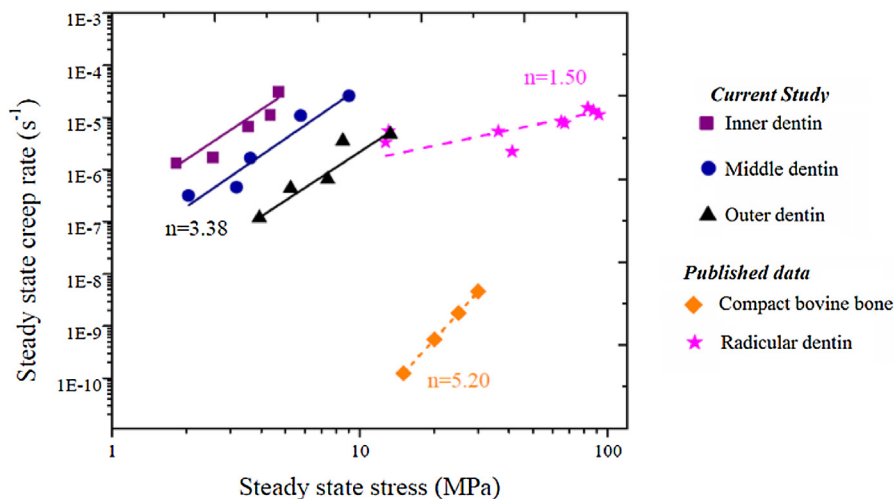 1E-3
1E-4
1E-5
1E-6
1E-7
1E-8
1E-9
1E-10
Steady state creep rate (s⁻¹)
n=1.50
n=3.38
n=5.20
1
10
100
Steady state stress (MPa)
Current Study
Inner dentin
Middle dentin
Outer dentin
Published data
Compact bovine bone
Radicular dentin